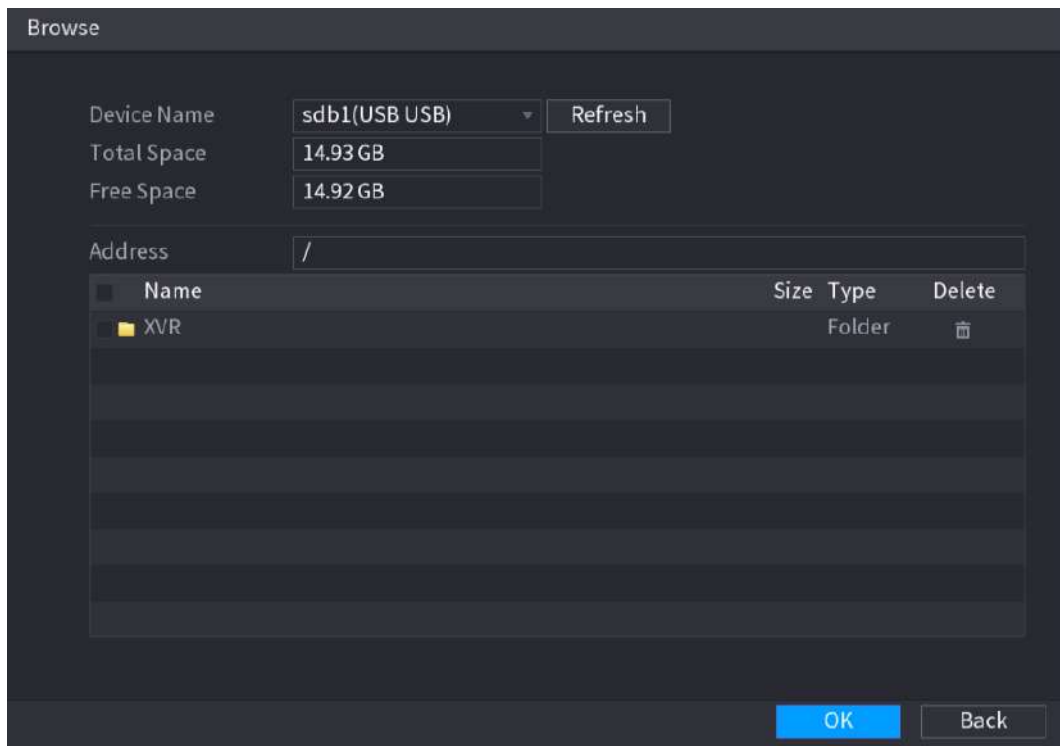 Browse
Device Name sdb1(USB USB) Refresh
Total Space 14.93 GB
Free Space 14.92 GB
Address /
Name Size Type Delete
XVR Folder
OK Back